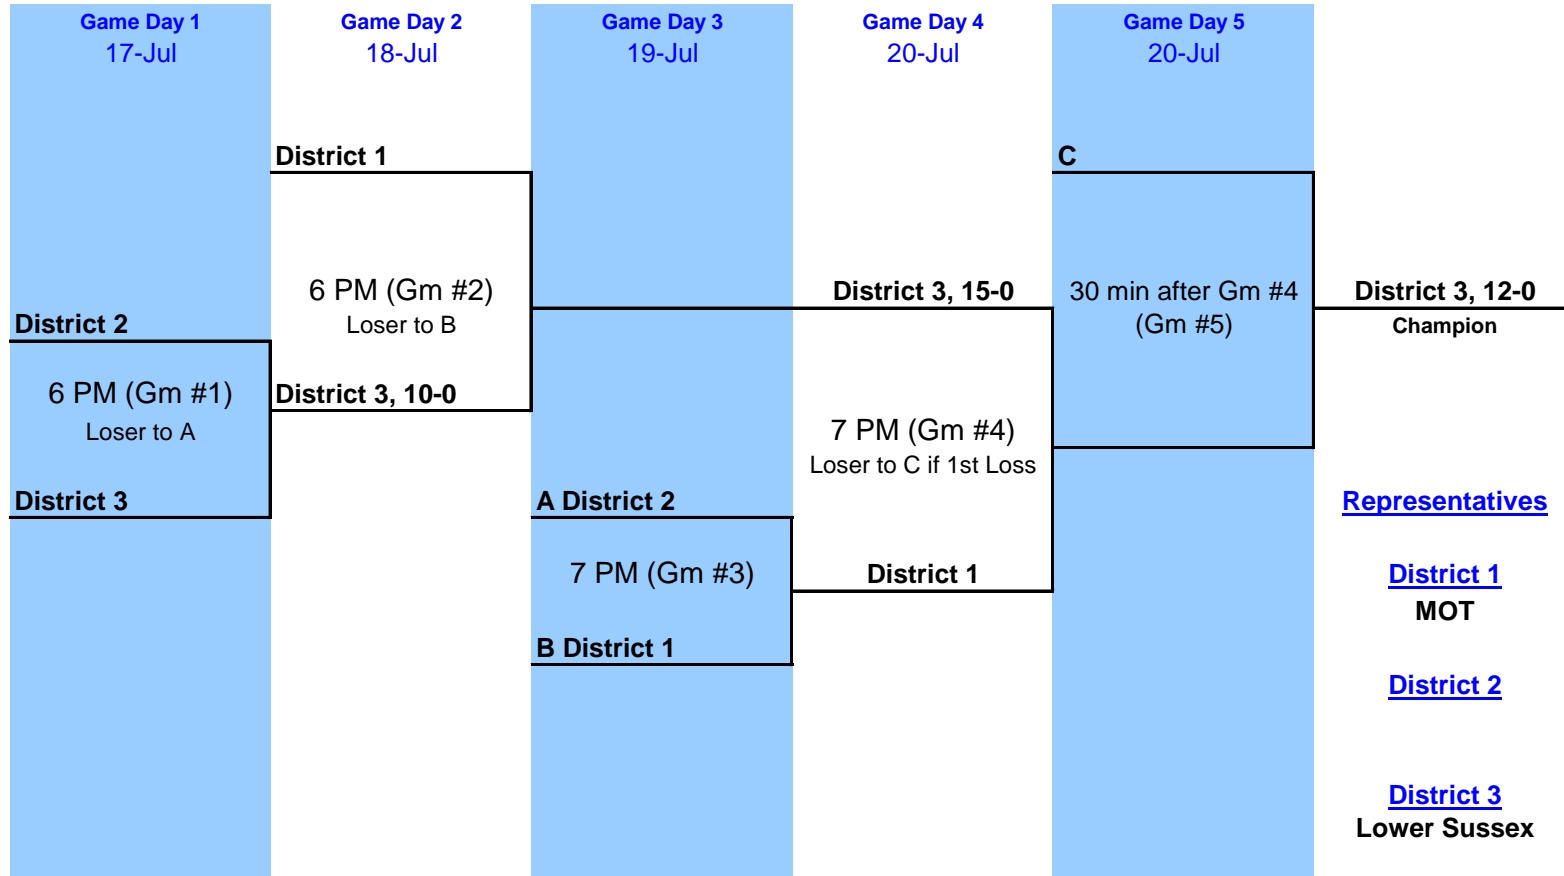 Game Day 1
17-Jul
Game Day 2
18-Jul
Game Day 3
19-Jul
Game Day 4
20-Jul
Game Day 5
20-Jul
District 1
C
6 PM (Gm #2)
Loser to B
District 3, 15-0
30 min after Gm #4
(Gm #5)
District 3, 12-0
Champion
District 2
6 PM (Gm #1)
Loser to A
District 3, 10-0
7 PM (Gm #4)
Loser to C if 1st Loss
District 3
A District 2
Representatives
7 PM (Gm #3)
District 1
District 1
MOT
B District 1
District 2
District 3
Lower Sussex